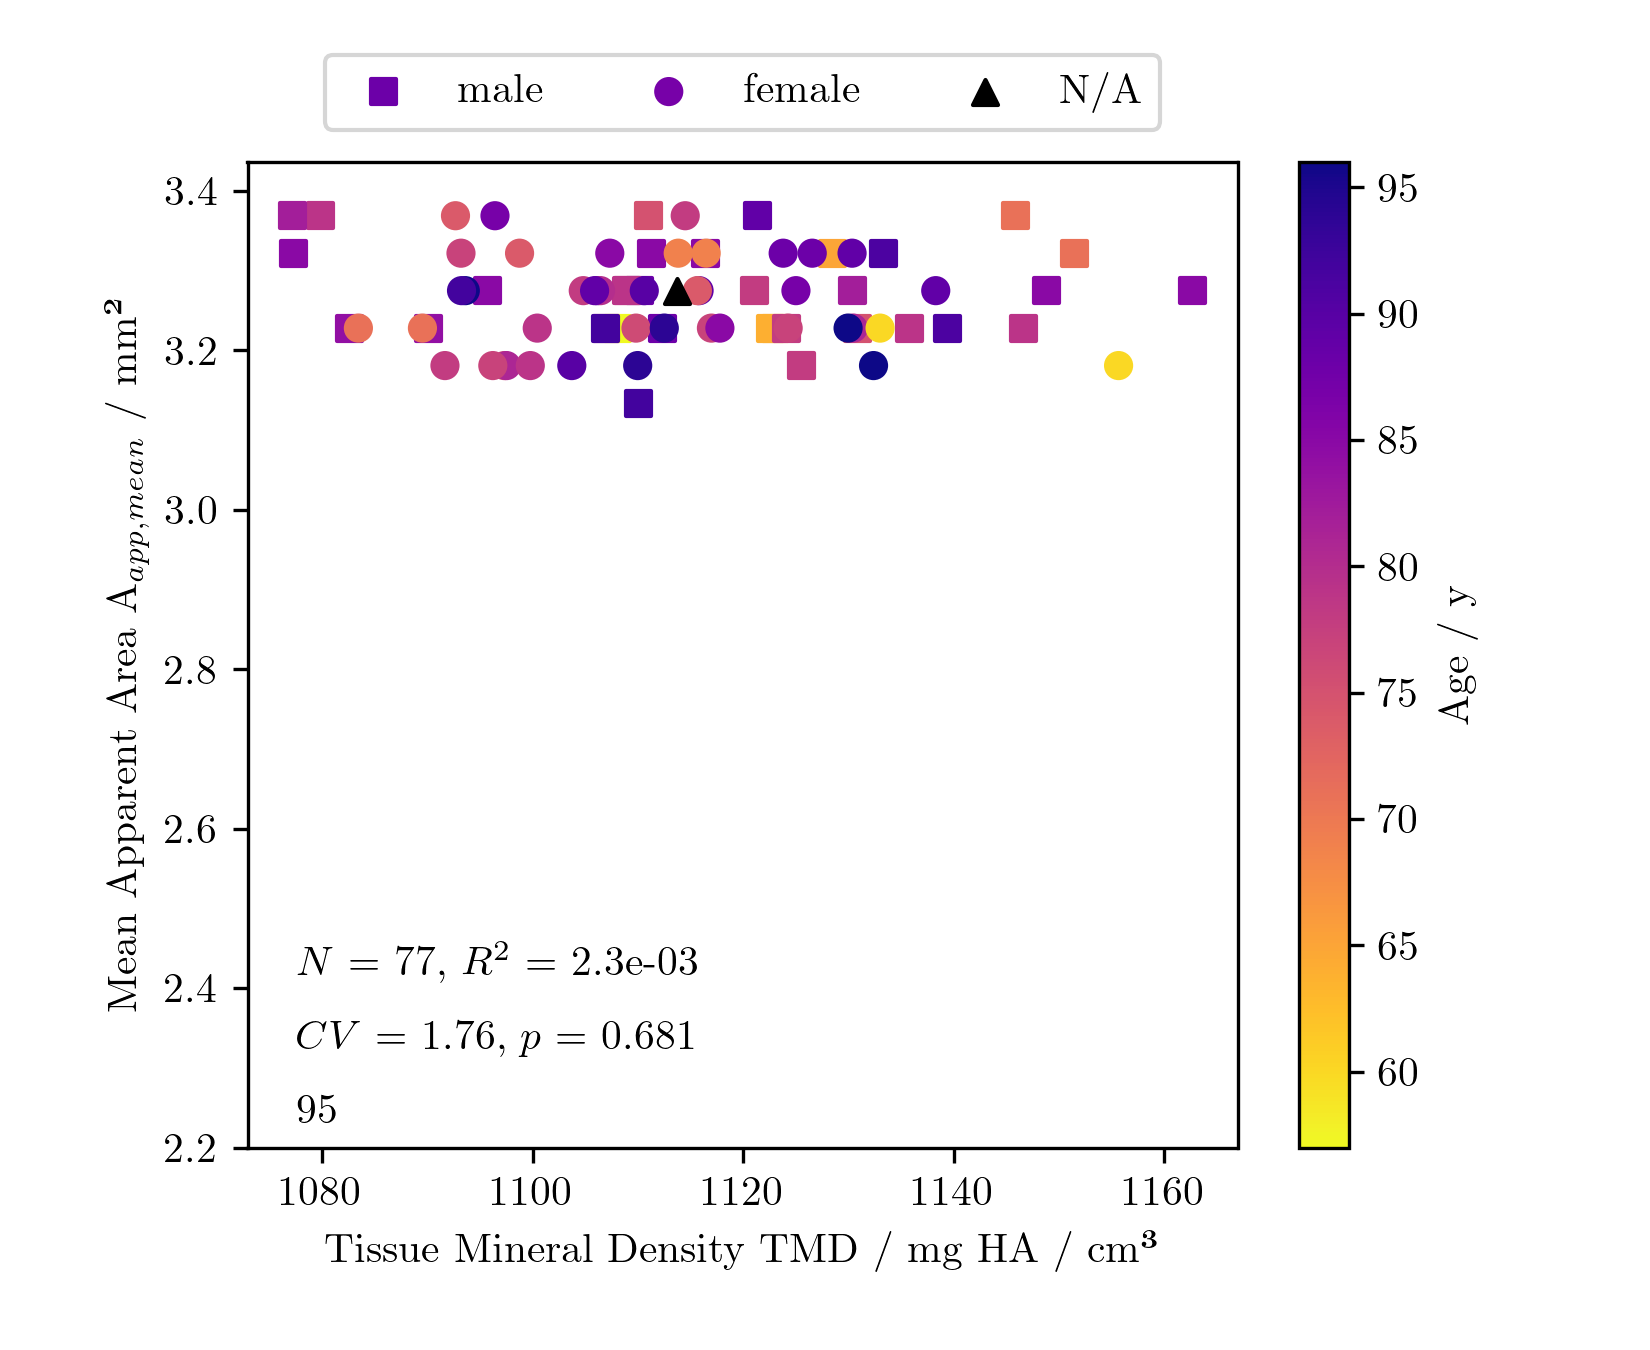 male female N/A
3.4
3.2
3.0
2.8
2.6
2.4
2.2
Mean Apparent Area A_{app,mean} / mm²
N = 77, R² = 2.3e-03
CV = 1.76, p = 0.681
95
1080 1100 1120 1140 1160
Tissue Mineral Density TMD / mg HA / cm³
95
90
85
80
75
70
65
60
Age / y